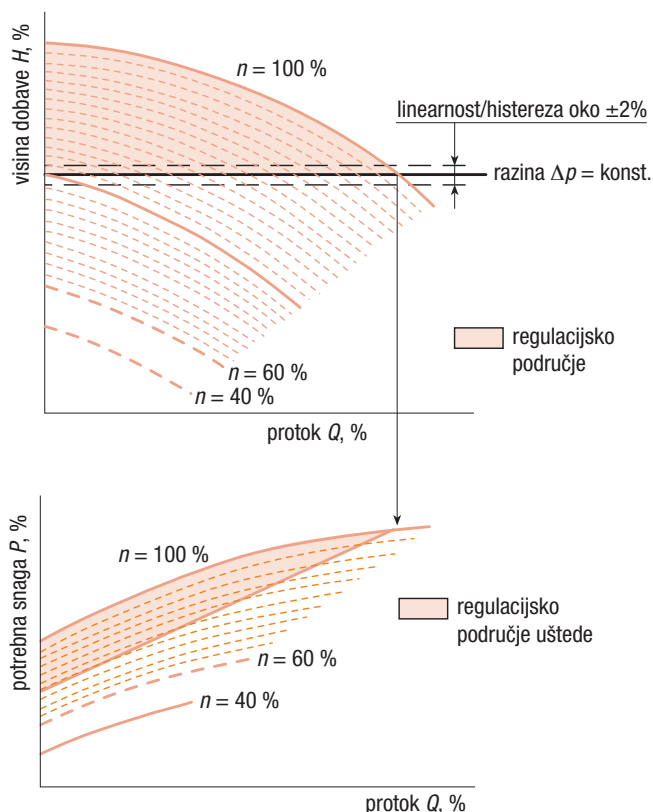 visina dobave H, %
n = 100 %
linearnost/histereza oko ±2%
razina Δp = konst.
regulacijsko
područje
n = 60 %
n = 40 %
protok Q, %
potrebna snaga P, %
n = 100 %
regulacijsko
područje uštede
n = 60 %
n = 40 %
protok Q, %